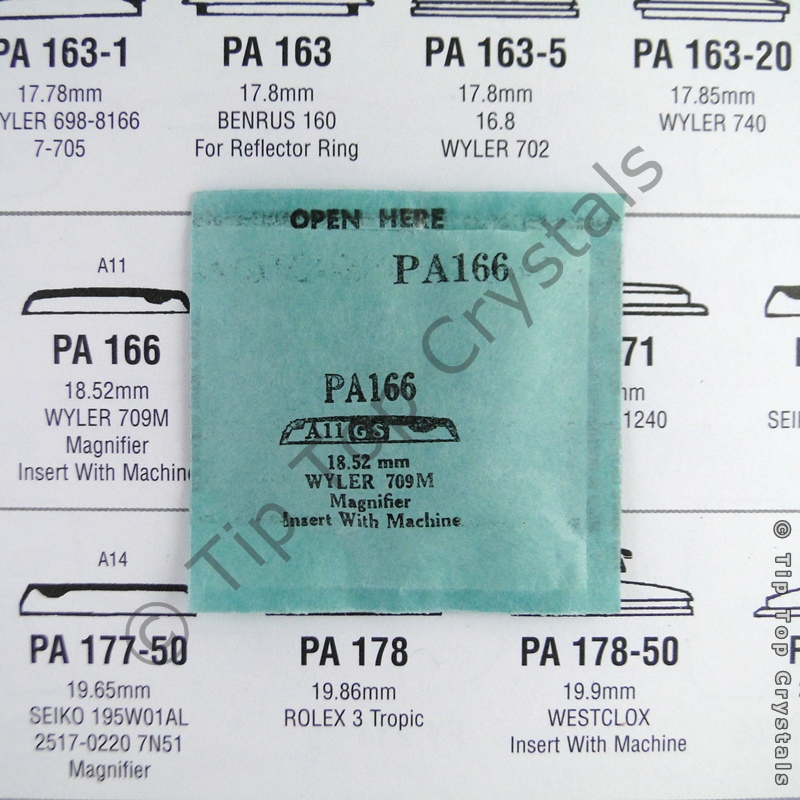 PA 163-1
17.78mm
YLER 698-8166
7-705
PA 163
17.8mm
BENRUS 160
For Reflector Ring
PA 163-5
17.8mm
16.8
WYLER 702
PA 163-20
17.85mm
WYLER 740
A11
PA 166
18.52mm
WYLER 709M
Magnifier
Insert With Machin
OPEN HERE
PA166
PA166
A11 GS
18.52 mm
WYLER 709M
Magnifier
Insert With Machine
71
mm
1240
SEI
A14
PA 177-50
19.65mm
SEIKO 195W01AL
2517-0220 7N51
Magnifier
PA 178
19.86mm
ROLEX 3 Tropic
PA 178-50
19.9mm
WESTCLOX
Insert With Machine
© Tip Top Crystals
© Tip Top Crystals